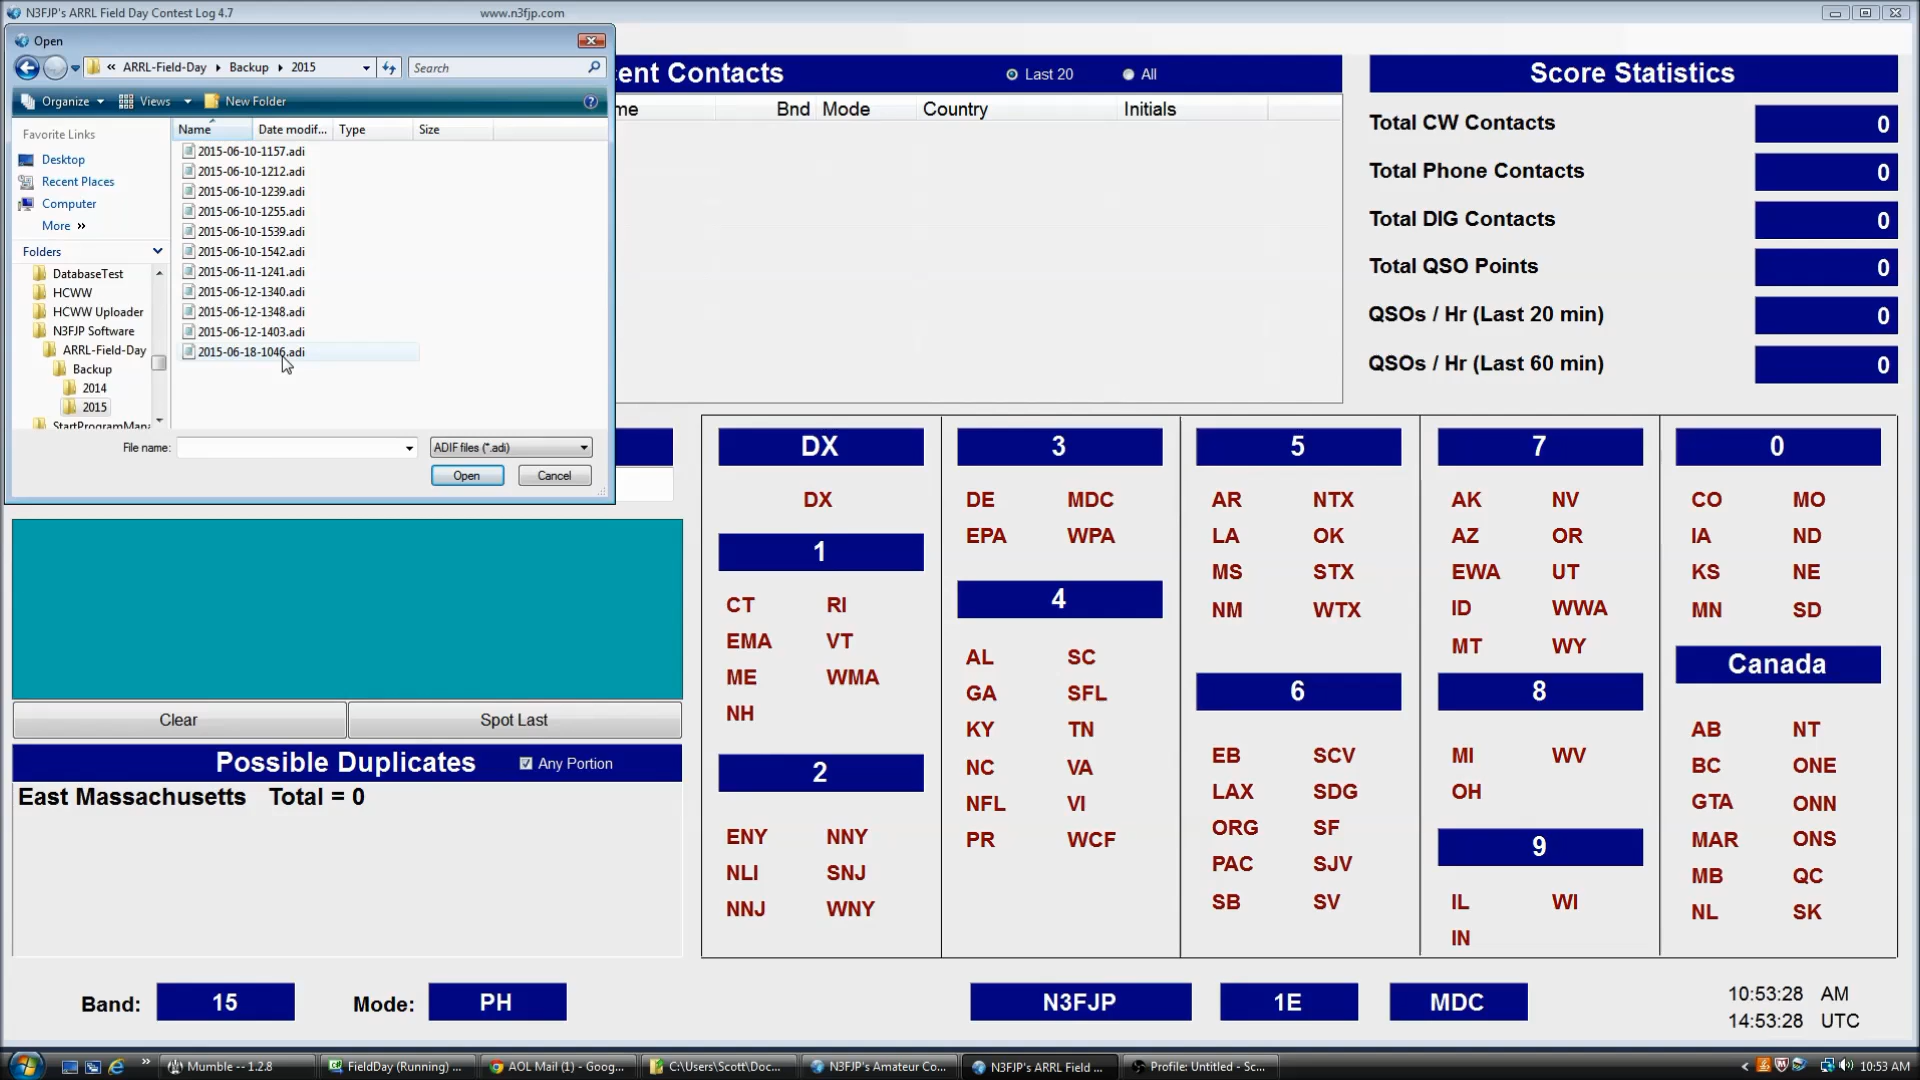 N3FJP's ARRL Field Day Contest Log 4.7
www.n3fjp.com
Open
« ARRL-Field-Day Backup 2015
Search
Organize Views New Folder
Favorite Links
Desktop
Recent Places
Computer
More »
Folders
DatabaseTest
HCWW
HCWW Uploader
N3FJP Software
ARRL-Field-Day
Backup
2014
2015
StartProgramMana
Name Date modif... Type Size
2015-06-10-1157.adi
2015-06-10-1212.adi
2015-06-10-1239.adi
2015-06-10-1255.adi
2015-06-10-1539.adi
2015-06-10-1542.adi
2015-06-11-1241.adi
2015-06-12-1340.adi
2015-06-12-1348.adi
2015-06-12-1403.adi
2015-06-18-1046.adi
File name:
ADIF files (*.adi)
Open Cancel
ent Contacts
Last 20 All
me Bnd Mode Country Initials
Score Statistics
Total CW Contacts 0
Total Phone Contacts 0
Total DIG Contacts 0
Total QSO Points 0
QSOs / Hr (Last 20 min) 0
QSOs / Hr (Last 60 min) 0
Clear Spot Last
Possible Duplicates Any Portion
East Massachusetts Total = 0
DX
DX
1
CT RI
EMA VT
ME WMA
NH
2
ENY NNY
NLI SNJ
NNJ WNY
3
DE MDC
EPA WPA
4
AL SC
GA SFL
KY TN
NC VA
NFL VI
PR WCF
5
AR NTX
LA OK
MS STX
NM WTX
6
EB SCV
LAX SDG
ORG SF
PAC SJV
SB SV
7
AK NV
AZ OR
EWA UT
ID WWA
MT WY
8
MI WV
OH
9
IL WI
IN
0
CO MO
IA ND
KS NE
MN SD
Canada
AB NT
BC ONE
GTA ONN
MAR ONS
MB QC
NL SK
Band: 15 Mode: PH
N3FJP 1E MDC
10:53:28 AM
14:53:28 UTC
Mumble -- 1.2.8
FieldDay (Running) ...
AOL Mail (1) - Goog...
C:\Users\Scott\Doc...
N3FJP's Amateur Co...
N3FJP's ARRL Field ...
Profile: Untitled - Sc...
10:53 AM